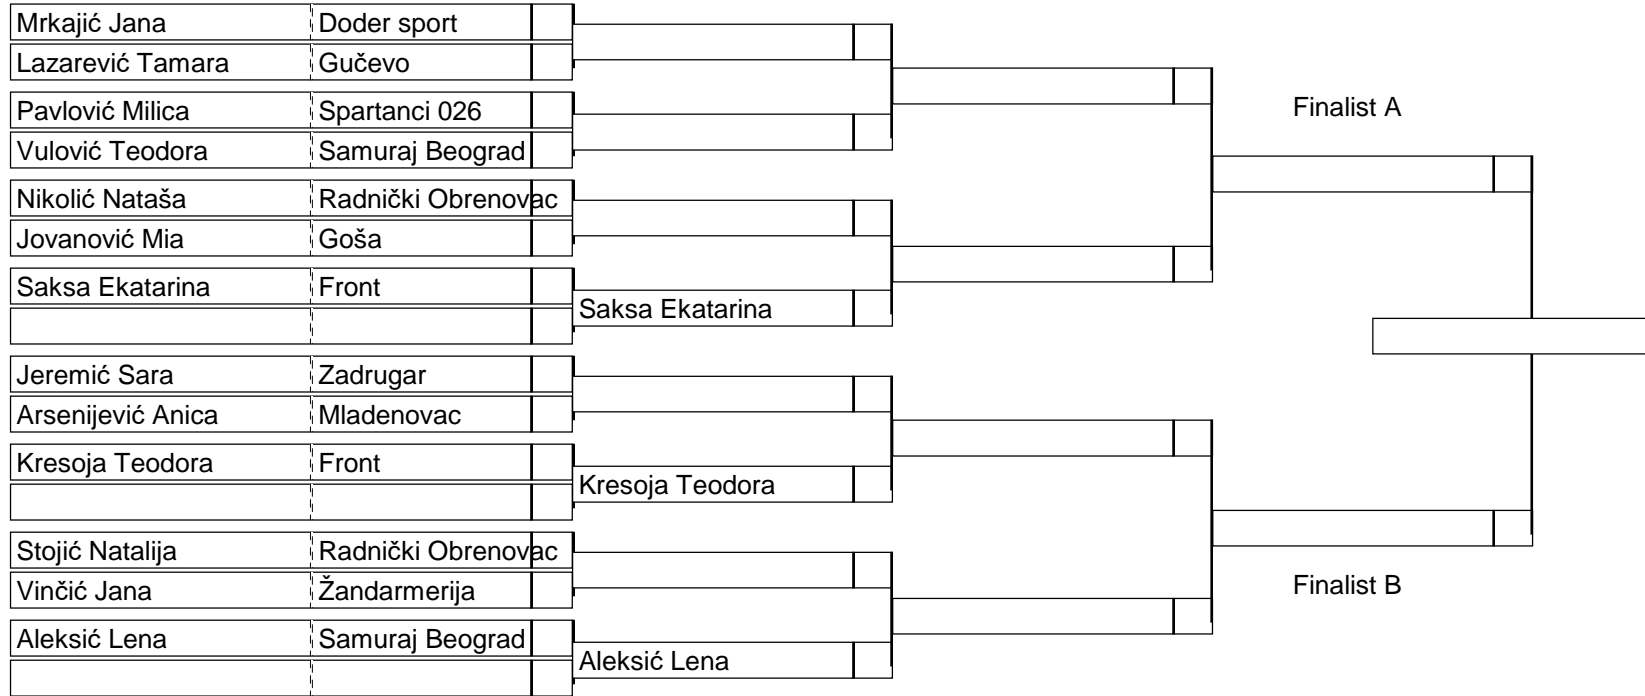 Mrkajić Jana Doder sport
Lazarević Tamara Gučevo
Finalist A
Pavlović Milica Spartanci 026
Vulović Teodora Samuraj Beograd
Nikolić Nataša Radnički Obrenovac
Jovanović Mia Goša
Saksa Ekatarina Front
Saksa Ekatarina
Jeremić Sara Zadrugar
Arsenijević Anica Mladenovac
Kresoja Teodora Front
Kresoja Teodora
Stojić Natalija Radnički Obrenovac
Vinčić Jana Žandarmerija
Finalist B
Aleksić Lena Samuraj Beograd
Aleksić Lena